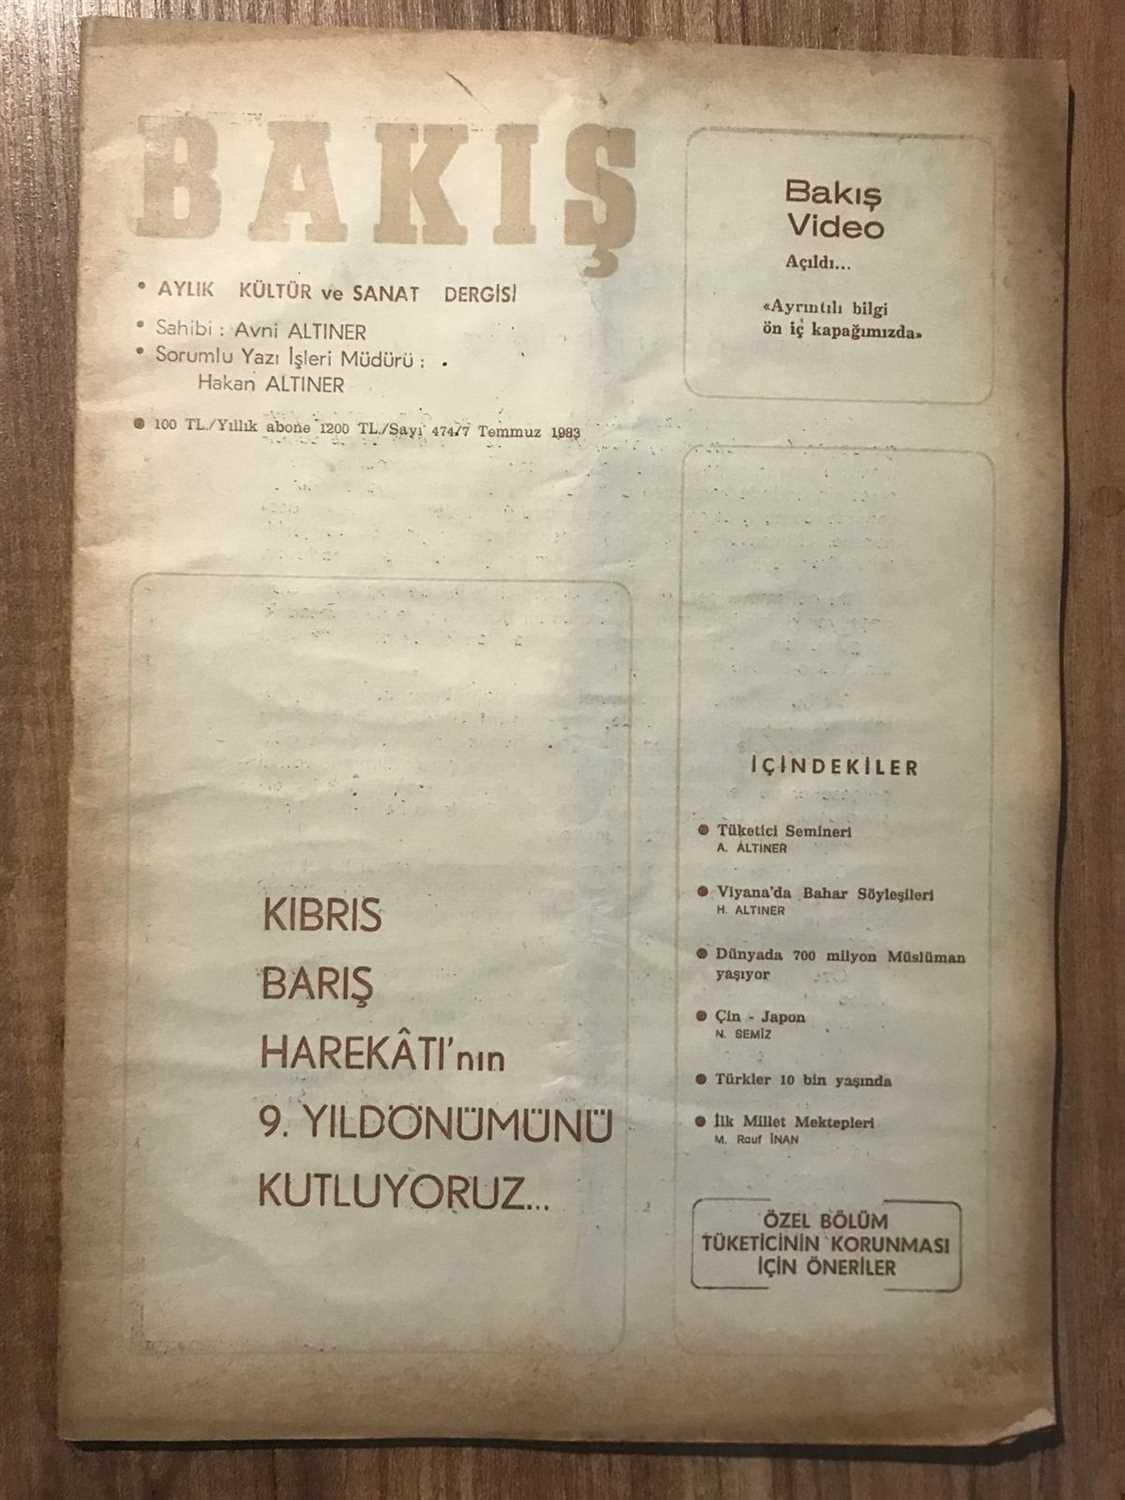 BAKIŞ
• AYLIK KÜLTÜR ve SANAT DERGİSİ
• Sahibi : Avni ALTINER
• Sorumlu Yazı İşleri Müdürü :
Hakan ALTINER
● 100 TL./Yıllık abone 1200 TL./Sayı 474/7 Temmuz 1983
Bakış
Video
Açıldı...
«Ayrıntılı bilgi
ön iç kapağımızda»
KIBRIS
BARIŞ
HAREKÂTI'nın
9. YILDÖNÜMÜNÜ
KUTLUYORUZ...
İÇİNDEKİLER
● Tüketici Semineri
A. ALTINER
● Viyana'da Bahar Söyleşileri
H. ALTINER
● Dünyada 700 milyon Müslüman
yaşıyor
● Çin - Japon
N. SEMİZ
● Türkler 10 bin yaşında
● İlk Millet Mektepleri
M. Rauf İNAN
ÖZEL BÖLÜM
TÜKETİCİNİN KORUNMASI
İÇİN ÖNERİLER